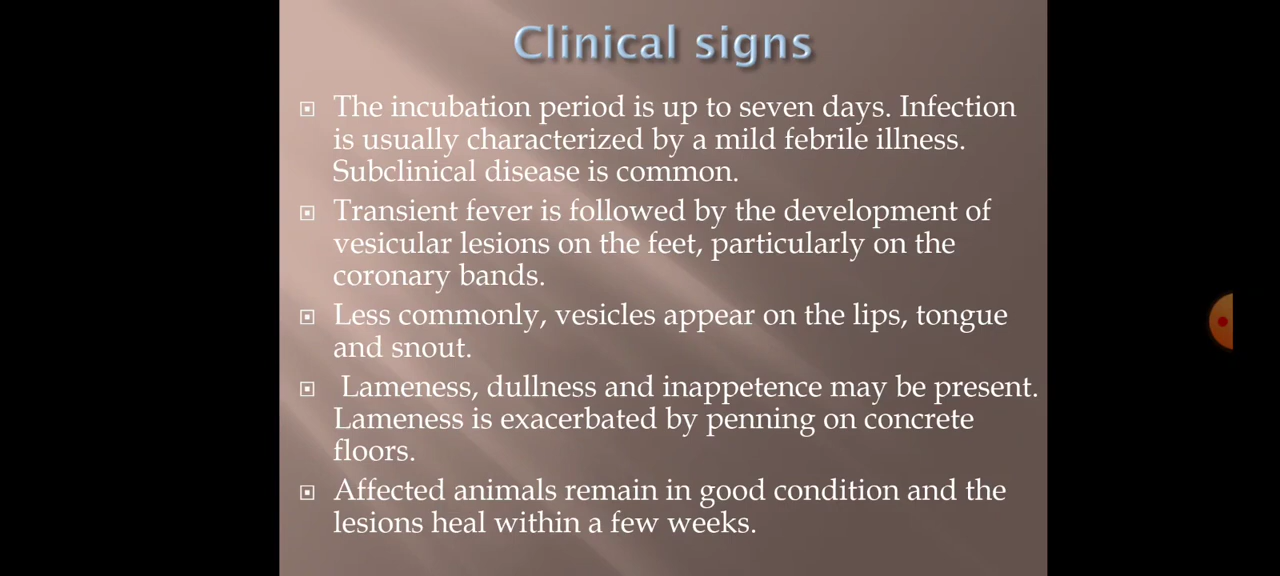 Clinical signs
The incubation period is up to seven days. Infection
is usually characterized by a mild febrile illness.
Subclinical disease is common.
Transient fever is followed by the development of
vesicular lesions on the feet, particularly on the
coronary bands.
Less commonly, vesicles appear on the lips, tongue
and snout.
Lameness, dullness and inappetence may be present.
Lameness is exacerbated by penning on concrete
floors.
Affected animals remain in good condition and the
lesions heal within a few weeks.